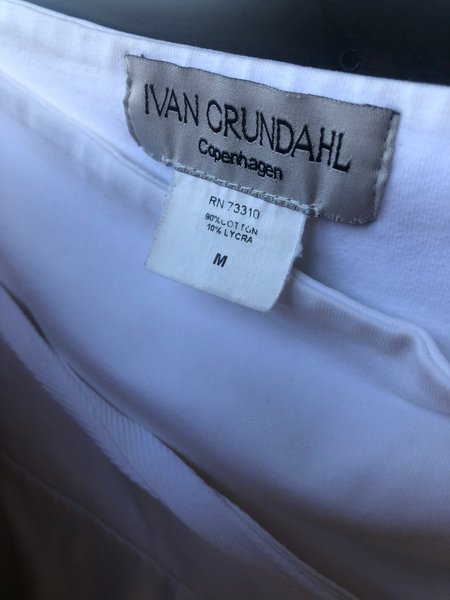 IVAN GRUNDAHL
Copenhagen
RN 73310
90% COTTON
10% LYCRA
M